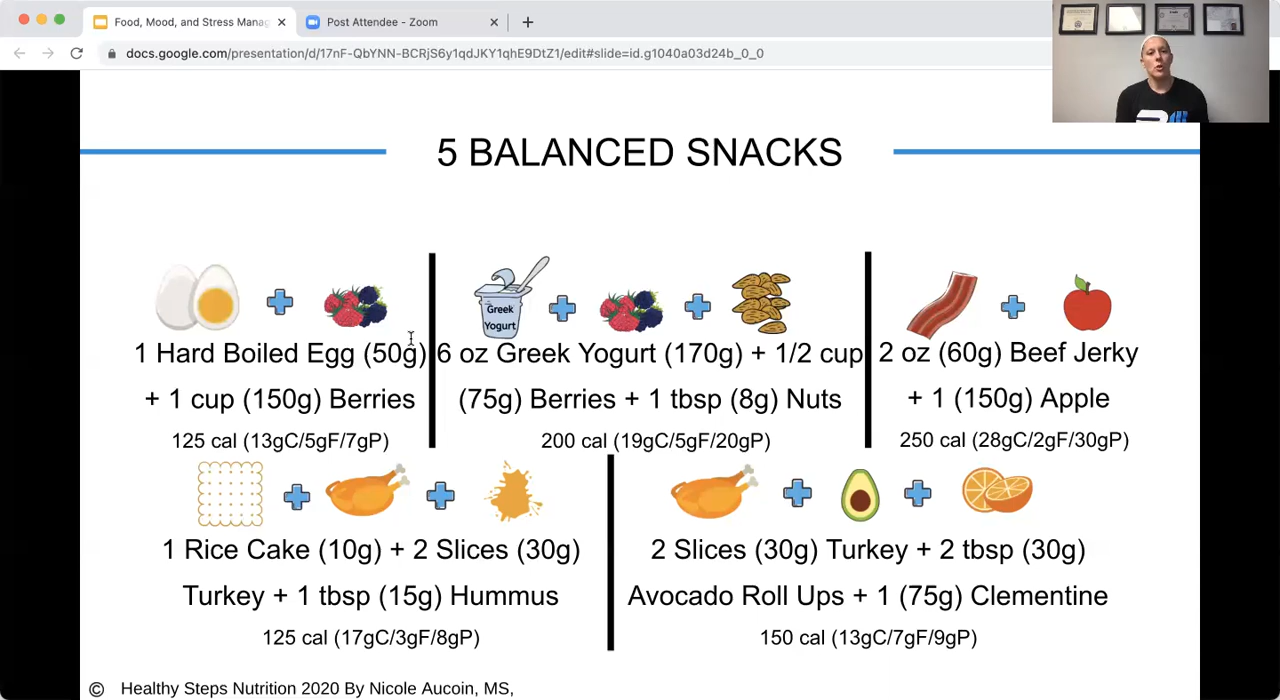 Food, Mood, and Stress Manag
Post Attendee - Zoom
docs.google.com/presentation/d/17nF-QbYNN-BCRjS6y1qdJKY1qhE9DtZ1/edit#slide=id.g1040a03d24b_0_0
5 BALANCED SNACKS
Greek
Yogurt
1 Hard Boiled Egg (50g)
+ 1 cup (150g) Berries
125 cal (13gC/5gF/7gP)
6 oz Greek Yogurt (170g) + 1/2 cup
(75g) Berries + 1 tbsp (8g) Nuts
200 cal (19gC/5gF/20gP)
2 oz (60g) Beef Jerky
+ 1 (150g) Apple
250 cal (28gC/2gF/30gP)
1 Rice Cake (10g) + 2 Slices (30g)
Turkey + 1 tbsp (15g) Hummus
125 cal (17gC/3gF/8gP)
2 Slices (30g) Turkey + 2 tbsp (30g)
Avocado Roll Ups + 1 (75g) Clementine
150 cal (13gC/7gF/9gP)
© Healthy Steps Nutrition 2020 By Nicole Aucoin, MS,